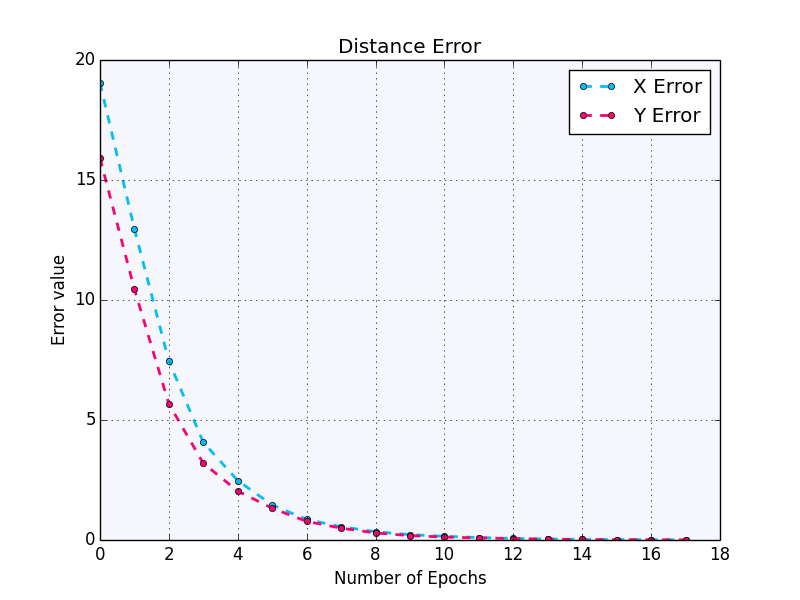 Distance Error
X Error
Y Error
Error value
20
15
10
5
0
0 2 4 6 8 10 12 14 16 18
Number of Epochs